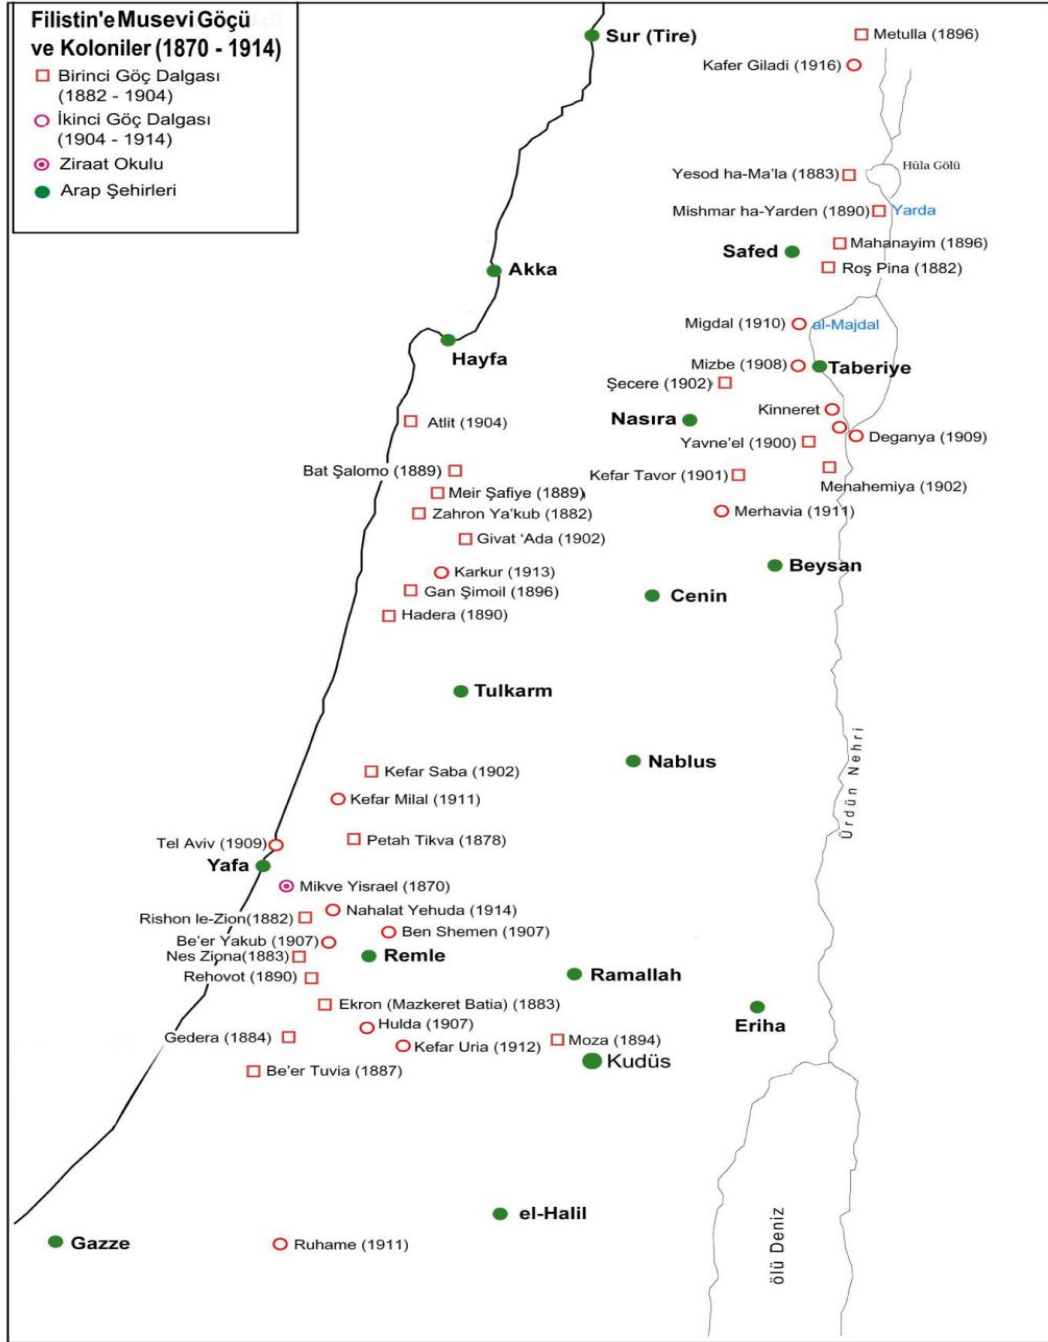 Filistin'e Musevi Göçü
ve Koloniler (1870 - 1914)
Birinci Göç Dalgası
(1882 - 1904)
İkinci Göç Dalgası
(1904 - 1914)
Ziraat Okulu
Arap Şehirleri
Sur (Tire)
Metulla (1896)
Kafer Giladi (1916)
Hüla Gölü
Yesod ha-Ma'la (1883)
Mishmar ha-Yarden (1890)
Yarda
Mahanayim (1896)
Safed
Roş Pina (1882)
Akka
Migdal (1910)
al-Majdal
Hayfa
Mizbe (1908)
Taberiye
Şecere (1902)
Kinneret
Nasıra
Atlit (1904)
Yavne'el (1900)
Deganya (1909)
Bat Şalomo (1889)
Kefar Tavor (1901)
Menahemiya (1902)
Meir Şafiye (1889)
Zahron Ya'kub (1882)
Merhavia (1911)
Givat 'Ada (1902)
Beysan
Karkur (1913)
Gan Şimoil (1896)
Cenin
Hadera (1890)
Tulkarm
Nablus
Kefar Saba (1902)
Ürdün Nehri
Kefar Milal (1911)
Tel Aviv (1909)
Petah Tikva (1878)
Yafa
Mikve Yisrael (1870)
Nahalat Yehuda (1914)
Rishon le-Zion(1882)
Ben Shemen (1907)
Be'er Yakub (1907)
Nes Ziona(1883)
Remle
Rehovot (1890)
Ramallah
Ekron (Mazkeret Batia) (1883)
Eriha
Hulda (1907)
Gedera (1884)
Kefar Uria (1912)
Moza (1894)
Kudüs
Be'er Tuvia (1887)
el-Halil
ölü Deniz
Gazze
Ruhame (1911)